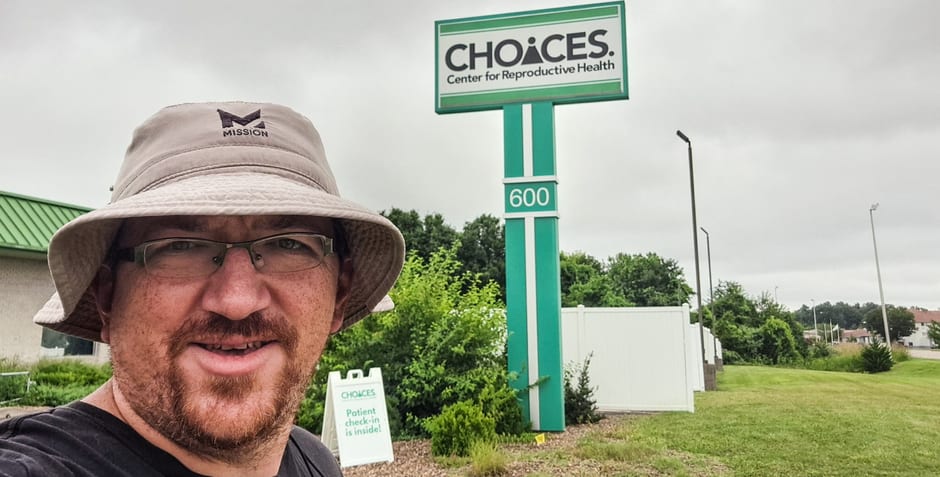 CHOICES.
Center for Reproductive Health
600
MISSION
CHOICES.
Patient
check-in
is inside!